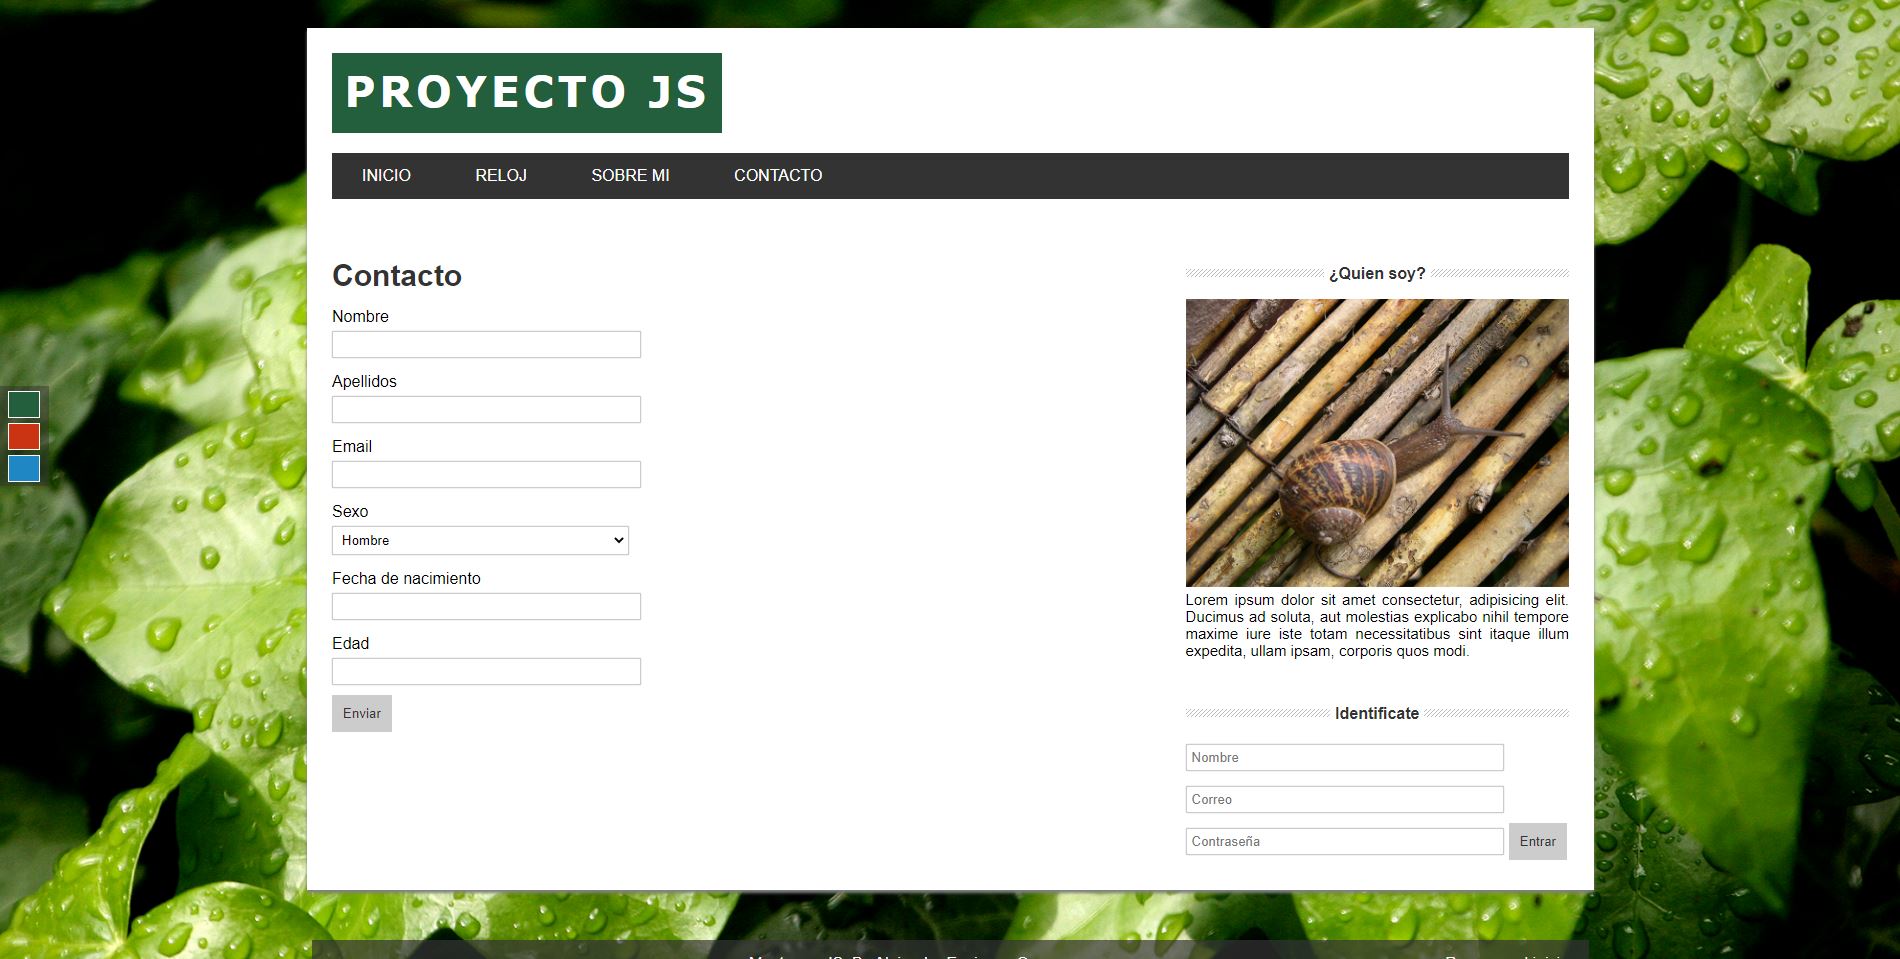 PROYECTO JS
INICIO
RELOJ
SOBRE MI
CONTACTO
Contacto
Nombre
Apellidos
Email
Sexo
Hombre
Fecha de nacimiento
Edad
Enviar
¿Quien soy?
Lorem ipsum dolor sit amet consectetur, adipisicing elit.
Ducimus ad soluta, aut molestias explicabo nihil tempore
maxime iure iste totam necessitatibus sint itaque illum
expedita, ullam ipsam, corporis quos modi.
Identificate
Nombre
Correo
Contraseña
Entrar